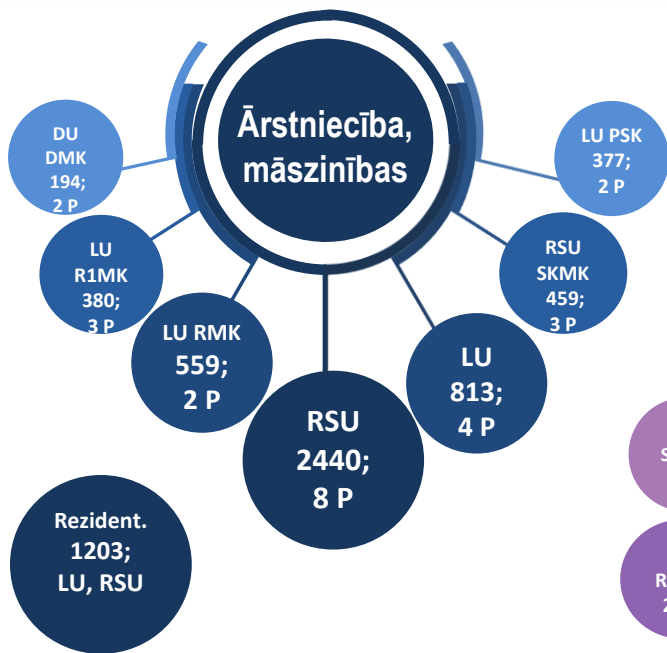 Ārstniecība,
māszinības
DU
DMK
194;
2 P
LU PSK
377;
2 P
LU
R1MK
380;
3 P
RSU
SKMK
459;
3 P
LU RMK
559;
2 P
LU
813;
4 P
RSU
2440;
8 P
Rezident.
1203;
LU, RSU
S
R
2